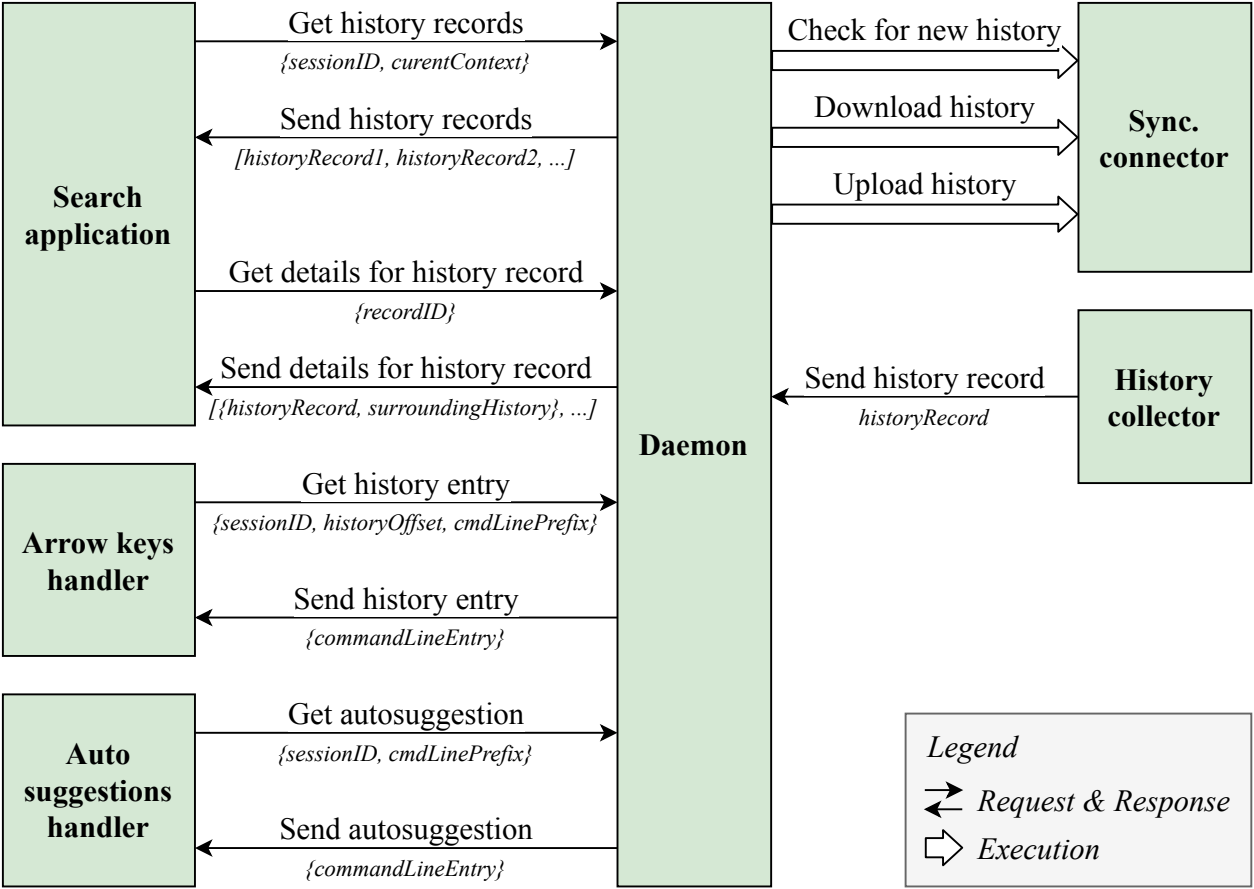 Search
application
Get history records
{sessionID, curentContext}
Send history records
[historyRecord1, historyRecord2, ...]
Get details for history record
{recordID}
Send details for history record
[{historyRecord, surroundingHistory}, ...]
Arrow keys
handler
Get history entry
{sessionID, historyOffset, cmdLinePrefix}
Send history entry
{commandLineEntry}
Auto
suggestions
handler
Get autosuggestion
{sessionID, cmdLinePrefix}
Send autosuggestion
{commandLineEntry}
Daemon
Check for new history
Download history
Upload history
Sync.
connector
Send history record
historyRecord
History
collector
Legend
Request & Response
Execution